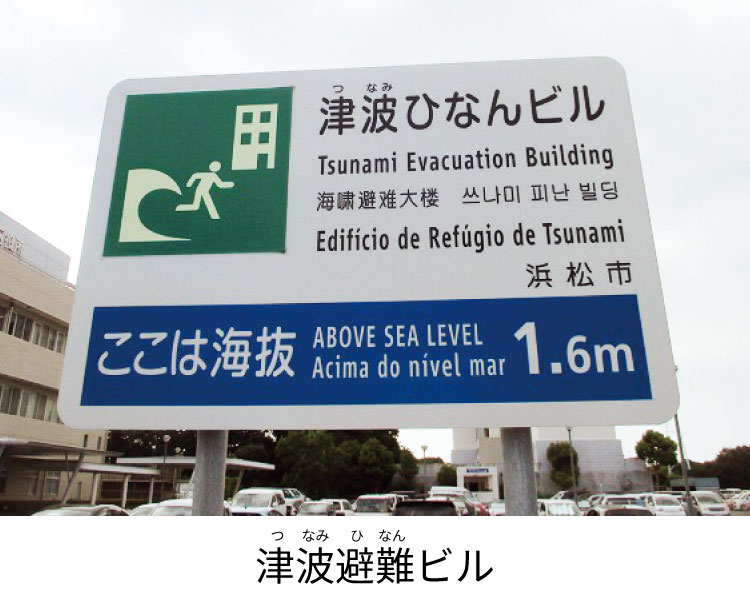 つ なみ
津波ひなんビル
Tsunami Evacuation Building
海啸避难大楼 쓰나미 피난 빌딩
Edifício de Refúgio de Tsunami
浜松市
ここは海抜 ABOVE SEA LEVEL 1.6m
Acima do nível mar
つ なみ ひ なん
津波避難ビル